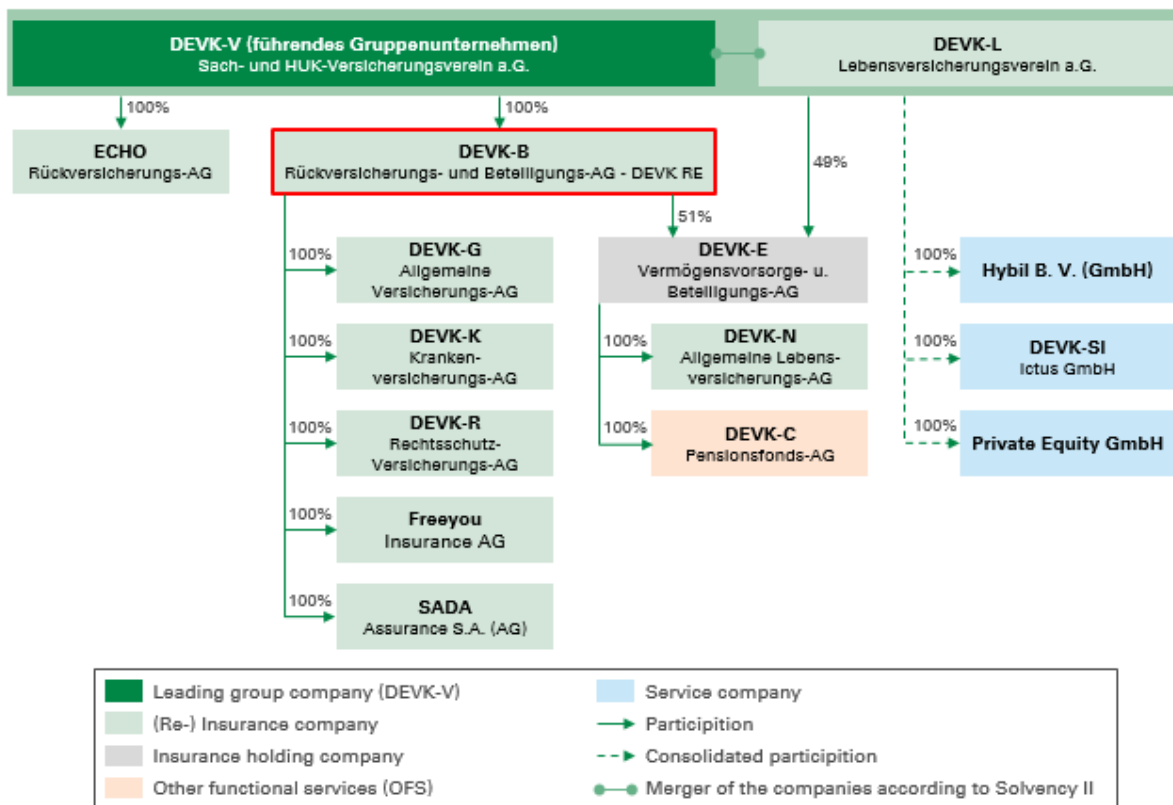 DEVK-V (führendes Gruppenunternehmen)
Sach- und HUK-Versicherungsverein a.G.
DEVK-L
Lebensversicherungsverein a.G.
100%
100%
49%
ECHO
Rückversicherungs-AG
DEVK-B
Rückversicherungs- und Beteiligungs-AG - DEVK RE
51%
100%
DEVK-G
Allgemeine
Versicherungs-AG
DEVK-E
Vermögensvorsorge- u.
Beteiligungs-AG
100%
Hybil B. V. (GmbH)
100%
DEVK-K
Kranken-
versicherungs-AG
100%
DEVK-N
Allgemeine Lebens-
versicherungs-AG
100%
DEVK-SI
Ictus GmbH
100%
DEVK-R
Rechtsschutz-
Versicherungs-AG
100%
DEVK-C
Pensionsfonds-AG
100%
Private Equity GmbH
100%
Freeyou
Insurance AG
100%
SADA
Assurance S.A. (AG)
Leading group company (DEVK-V)
(Re-) Insurance company
Insurance holding company
Other functional services (OFS)
Service company
Participition
Consolidated participition
Merger of the companies according to Solvency II